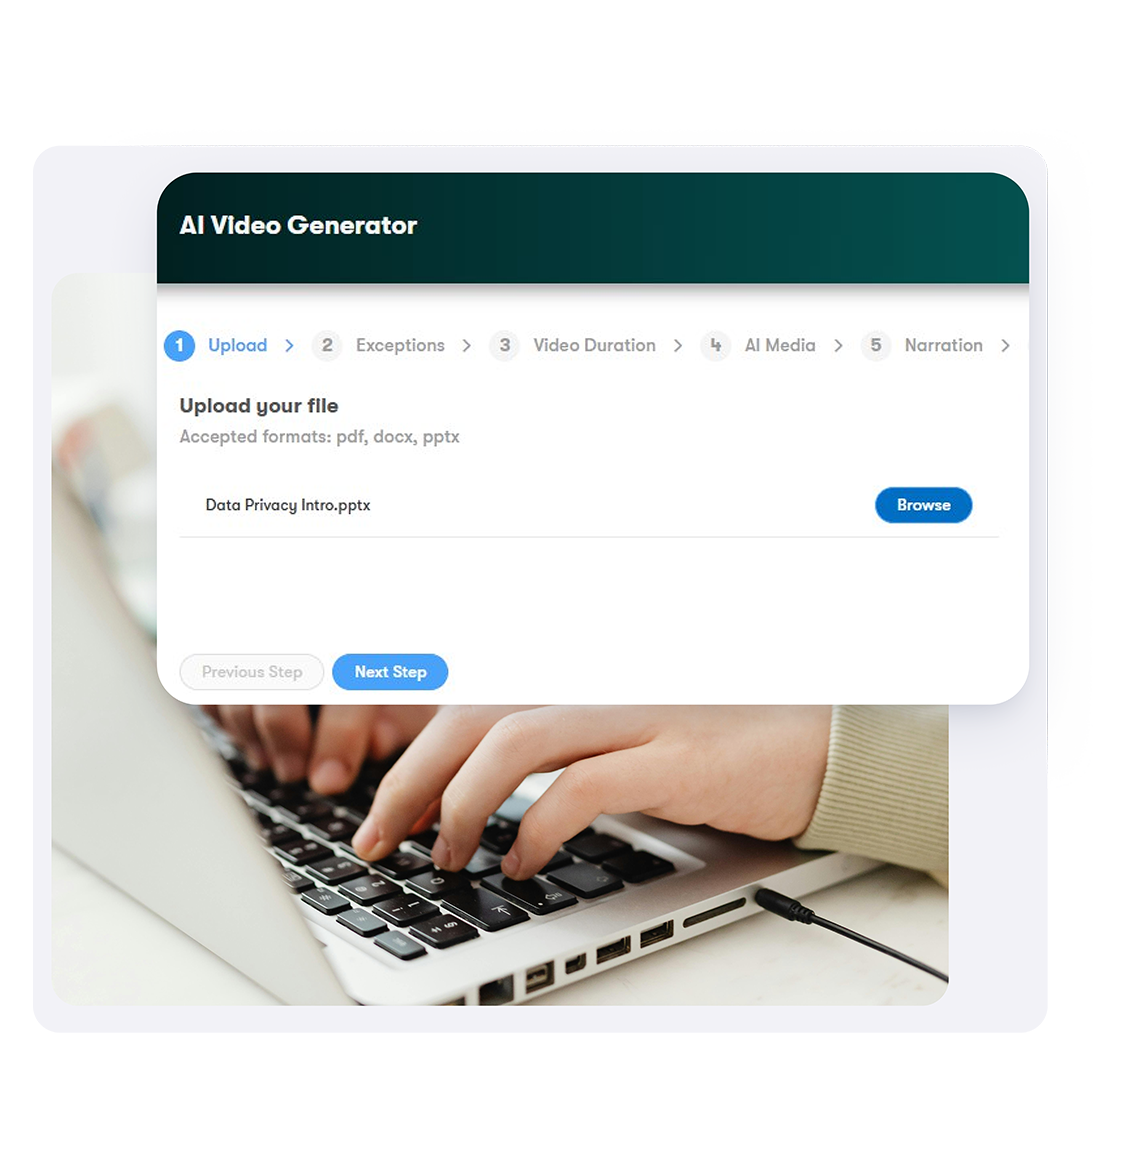 AI Video Generator
1 Upload > 2 Exceptions > 3 Video Duration > 4 AI Media > 5 Narration >
Upload your file
Accepted formats: pdf, docx, pptx
Data Privacy Intro.pptx Browse
Previous Step Next Step